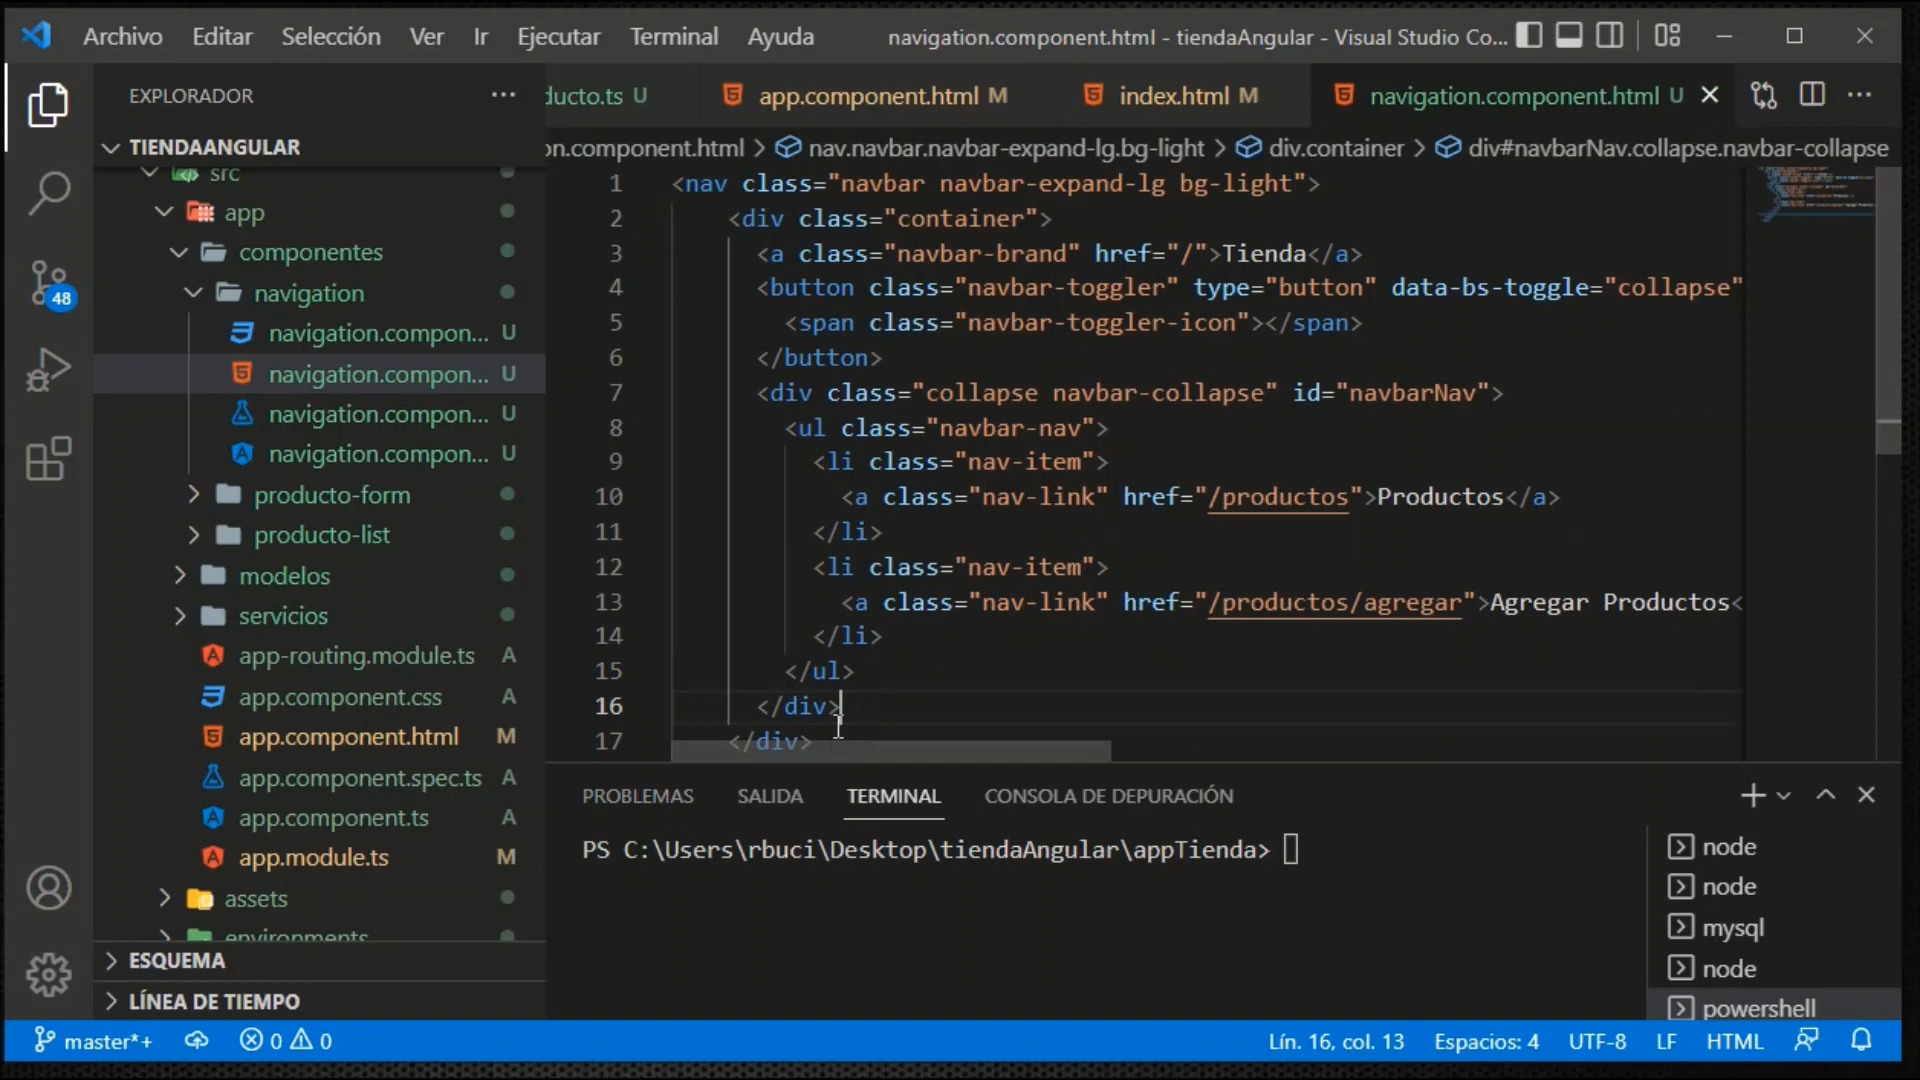 Archivo Editar Selección Ver Ir Ejecutar Terminal Ayuda navigation.component.html - tiendaAngular - Visual Studio Co...
EXPLORADOR
TIENDAANGULAR
src
app
componentes
navigation
navigation.compon... U
navigation.compon... U
navigation.compon... U
navigation.compon... U
producto-form
producto-list
modelos
servicios
app-routing.module.ts A
app.component.css A
app.component.html M
app.component.spec.ts A
app.component.ts A
app.module.ts M
assets
environments
ESQUEMA
LÍNEA DE TIEMPO
48
ducto.ts U app.component.html M index.html M navigation.component.html U
on.component.html > nav.navbar.navbar-expand-lg.bg-light > div.container > div#navbarNav.collapse.navbar-collapse
1 <nav class="navbar navbar-expand-lg bg-light">
2 <div class="container">
3 <a class="navbar-brand" href="/">Tienda</a>
4 <button class="navbar-toggler" type="button" data-bs-toggle="collapse"
5 <span class="navbar-toggler-icon"></span>
6 </button>
7 <div class="collapse navbar-collapse" id="navbarNav">
8 <ul class="navbar-nav">
9 <li class="nav-item">
10 <a class="nav-link" href="/productos">Productos</a>
11 </li>
12 <li class="nav-item">
13 <a class="nav-link" href="/productos/agregar">Agregar Productos<
14 </li>
15 </ul>
16 </div>
17 </div>
PROBLEMAS SALIDA TERMINAL CONSOLA DE DEPURACIÓN
PS C:\Users\rbuci\Desktop\tiendaAngular\appTienda>
node
node
mysql
node
powershell
master*+ 0 0 Lín. 16, col. 13 Espacios: 4 UTF-8 LF HTML